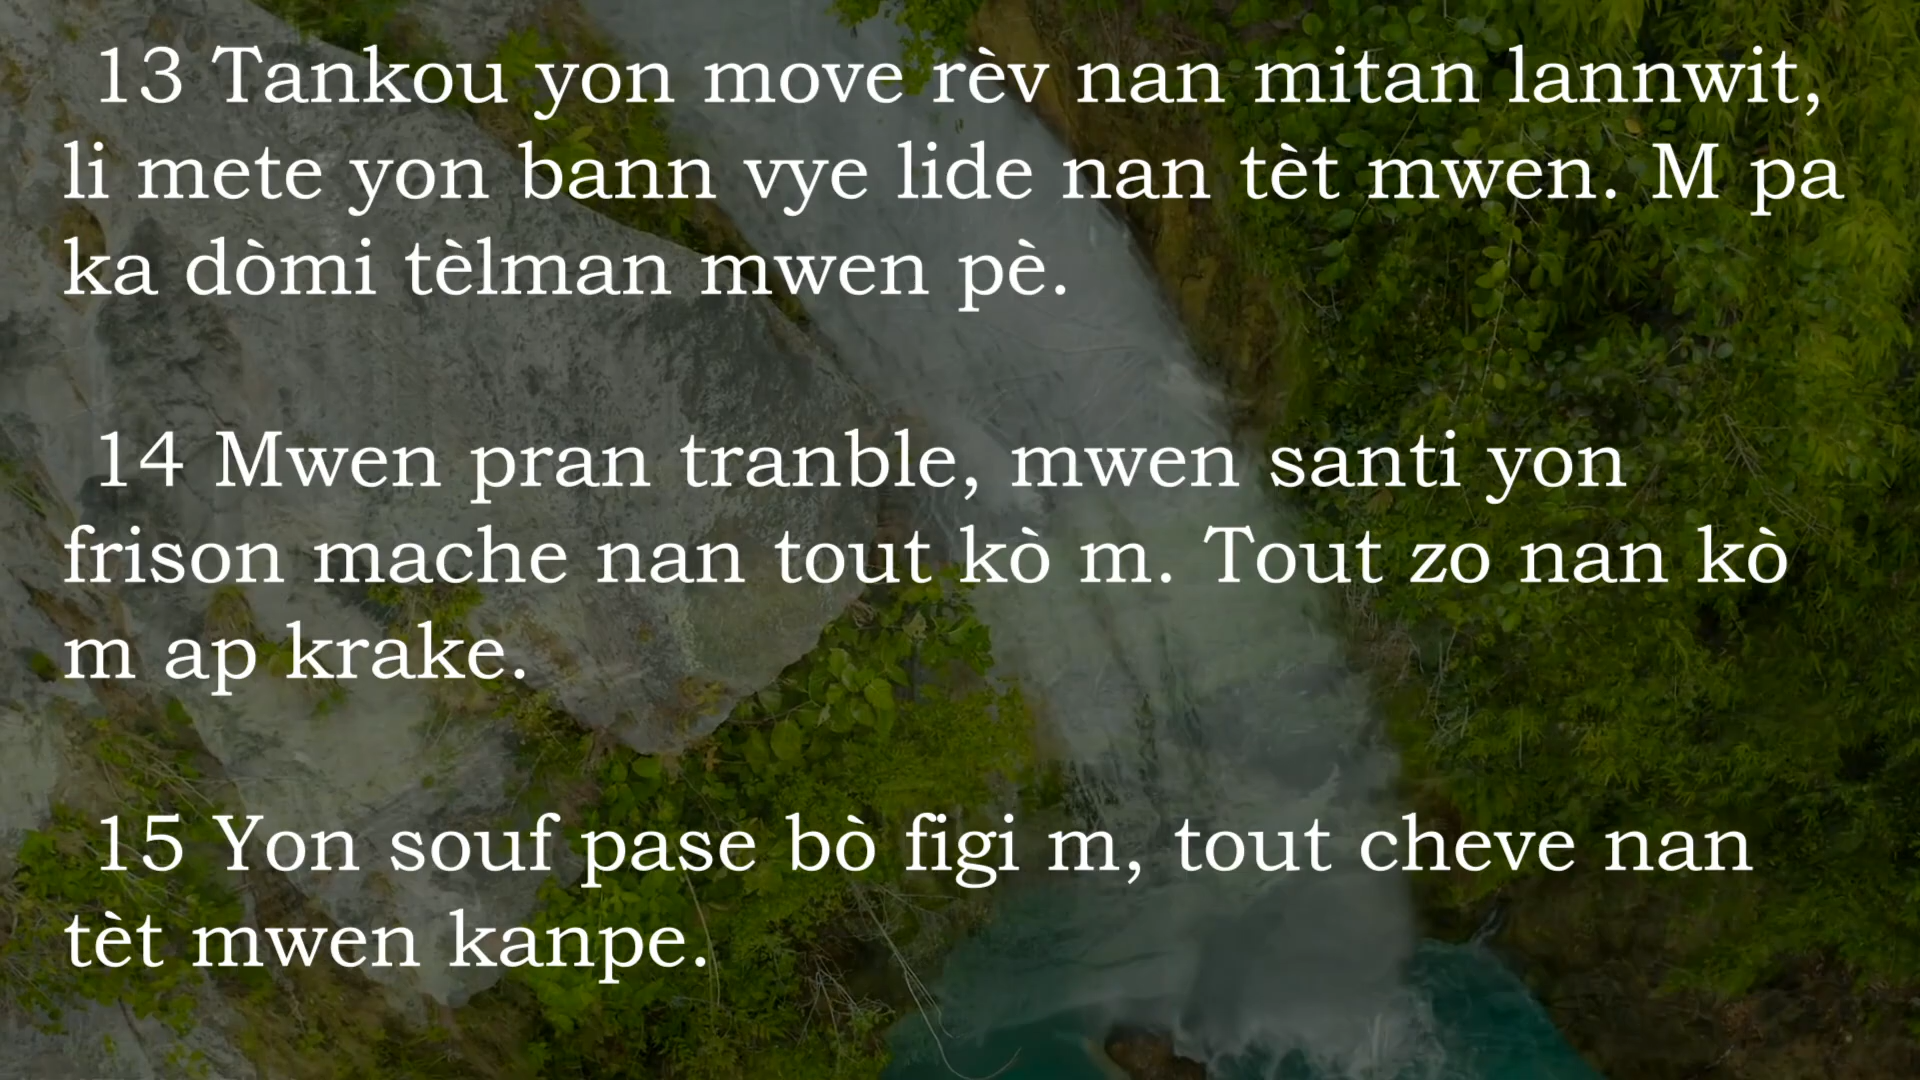 13 Tankou yon move rèv nan mitan lannwit,
li mete yon bann vye lide nan tèt mwen. M pa
ka dòmi tèlman mwen pè.
14 Mwen pran tranble, mwen santi yon
frison mache nan tout kò m. Tout zo nan kò
m ap krake.
15 Yon souf pase bò figi m, tout cheve nan
tèt mwen kanpe.